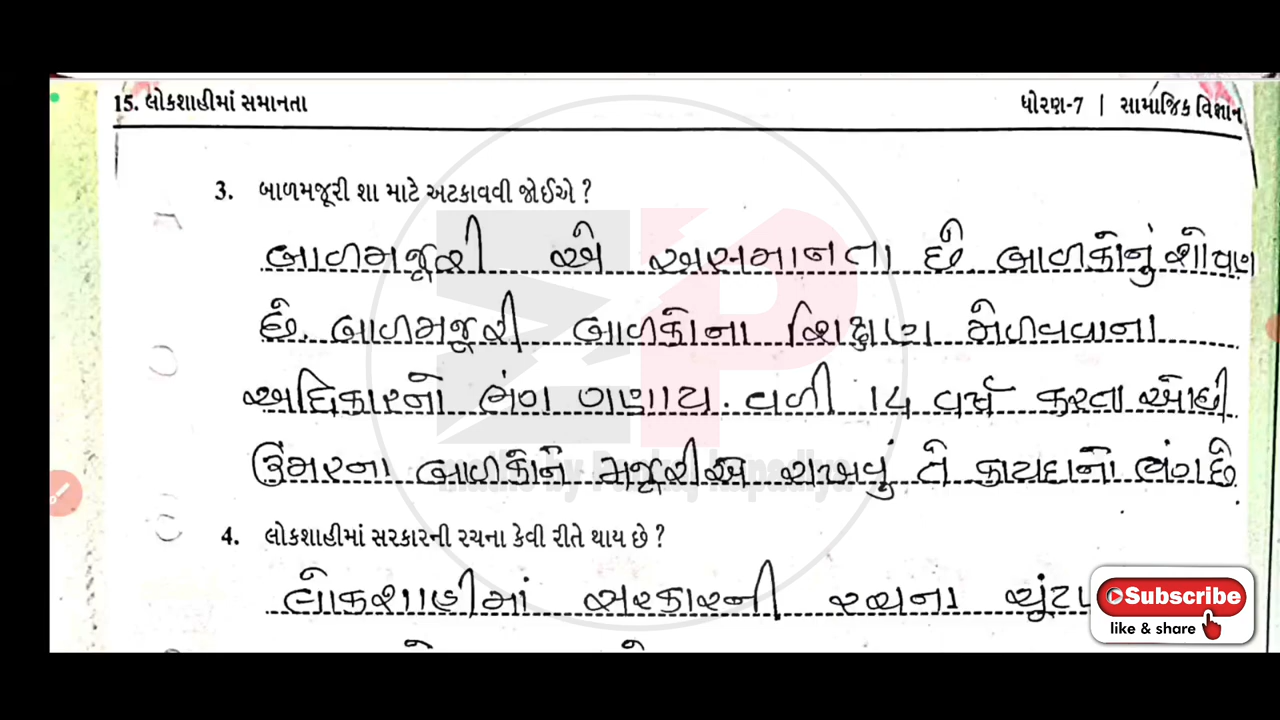 15. લોકશાહીમાં સમાનતા
ધોરણ-7 | સામાજિક વિજ્ઞાન
3. બાળમજૂરી શા માટે અટકાવવી જોઈએ ?
બાળમજૂરી એ અસમાનતા છે બાળકોનું શોષણ
છે. બાળમજૂરી બાળકોના શિક્ષણ મેળવવાના
અધિકારનો ભંગ ગણાય. વળી 14 વર્ષ કરતા ઓછી
ઉંમરના બાળકોને મજૂરીએ રાખવું તે કાયદાનો ભંગ છે.
4. લોકશાહીમાં સરકારની રચના કેવી રીતે થાય છે ?
લોકશાહીમાં સરકારની રચના
Subscribe
like & share